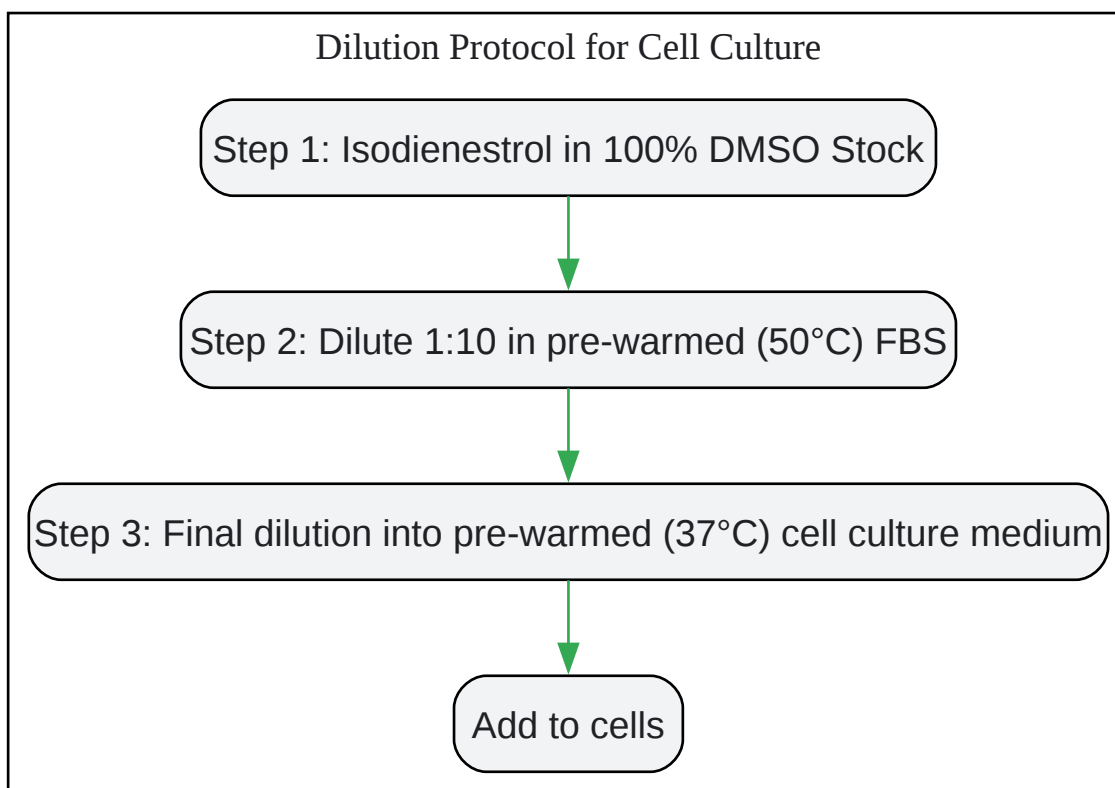 Dilution Protocol for Cell Culture
Step 1: Isodienestrol in 100% DMSO Stock
Step 2: Dilute 1:10 in pre-warmed (50°C) FBS
Step 3: Final dilution into pre-warmed (37°C) cell culture medium
Add to cells